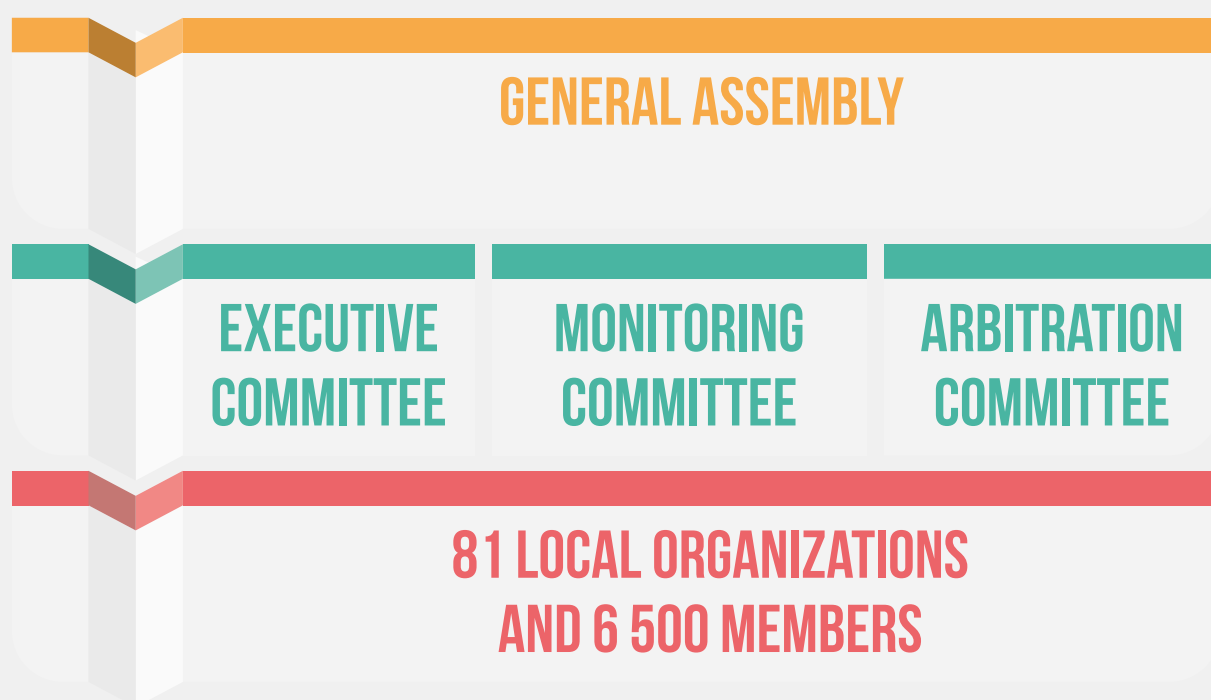 GENERAL ASSEMBLY
EXECUTIVE
COMMITTEE
MONITORING
COMMITTEE
ARBITRATION
COMMITTEE
81 LOCAL ORGANIZATIONS
AND 6 500 MEMBERS